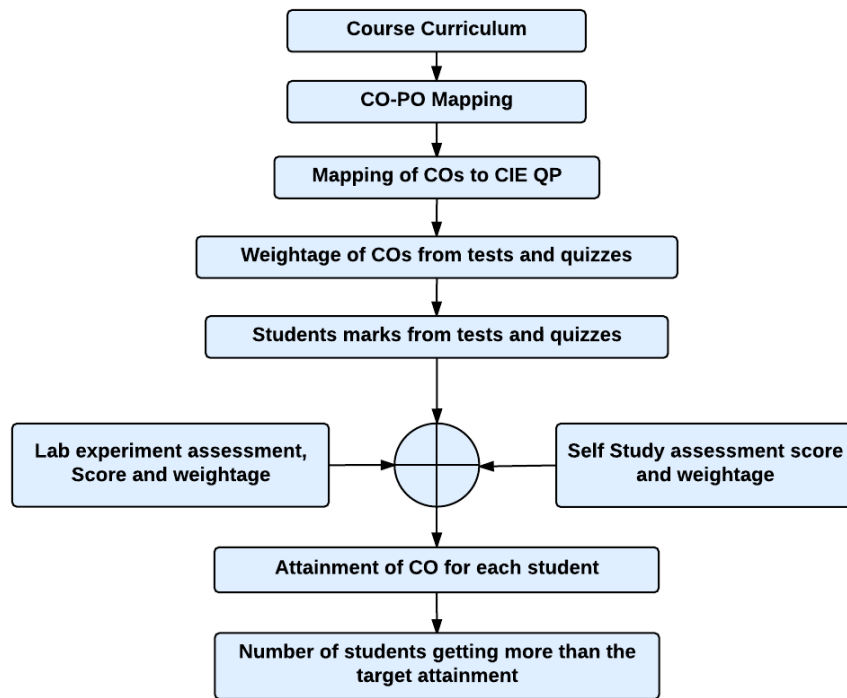 Course Curriculum
CO-PO Mapping
Mapping of COs to CIE QP
Weightage of COs from tests and quizzes
Students marks from tests and quizzes
Lab experiment assessment,
Score and weightage
Self Study assessment score
and weightage
Attainment of CO for each student
Number of students getting more than the
target attainment